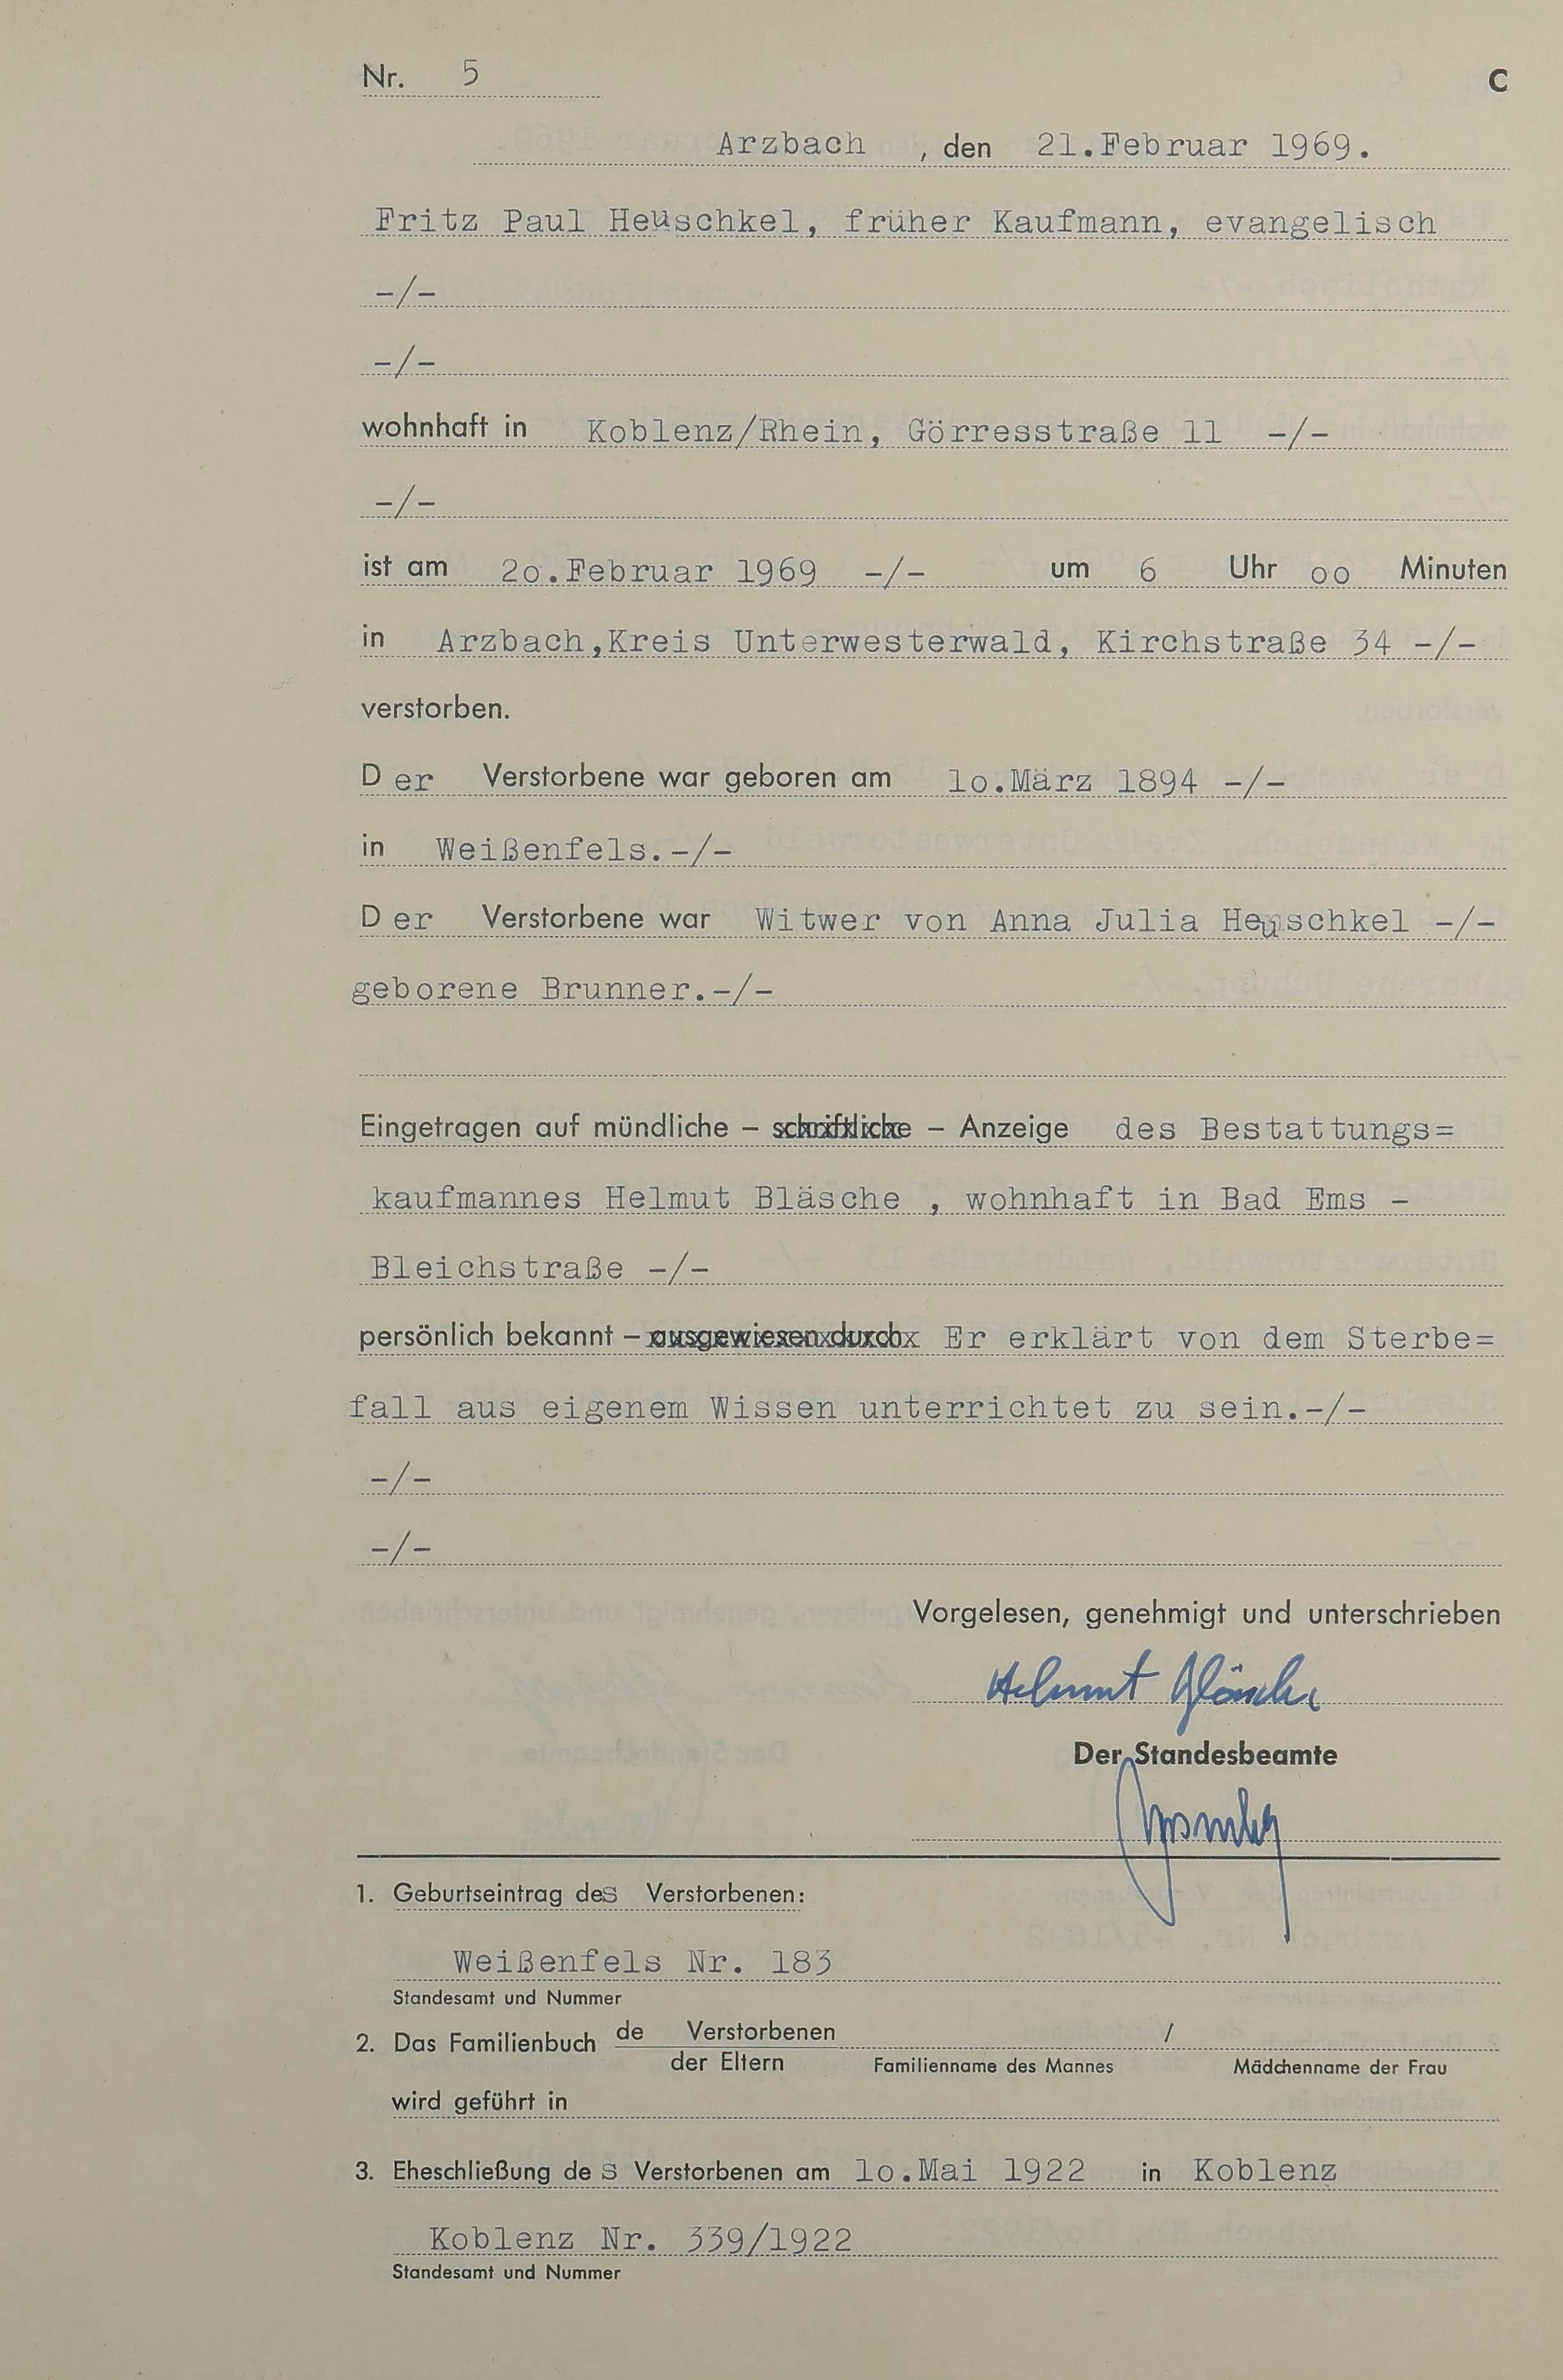 Nr. 5 C
Arzbach , den 21.Februar 1969.
Fritz Paul Heuschkel, früher Kaufmann, evangelisch
-/-
-/-
wohnhaft in Koblenz/Rhein, Görresstraße 11 -/-
-/-
ist am 2o.Februar 1969 -/- um 6 Uhr oo Minuten
in Arzbach,Kreis Unterwesterwald, Kirchstraße 34 -/-
verstorben.
Der Verstorbene war geboren am 1o.März 1894 -/-
in Weißenfels.-/-
Der Verstorbene war Witwer von Anna Julia Heuschkel -/-
geborene Brunner.-/-
Eingetragen auf mündliche – schriftliche – Anzeige des Bestattungs=
kaufmannes Helmut Bläsche , wohnhaft in Bad Ems -
Bleichstraße -/-
persönlich bekannt – ausgewiesen durch Er erklärt von dem Sterbe=
fall aus eigenem Wissen unterrichtet zu sein.-/-
-/-
-/-
Vorgelesen, genehmigt und unterschrieben
Helmut Bläsche
Der Standesbeamte
1. Geburtseintrag des Verstorbenen:
Weißenfels Nr. 183
Standesamt und Nummer
2. Das Familienbuch de Verstorbenen /
der Eltern Familienname des Mannes Mädchenname der Frau
wird geführt in
3. Eheschließung des Verstorbenen am 1o.Mai 1922 in Koblenz
Koblenz Nr. 339/1922
Standesamt und Nummer